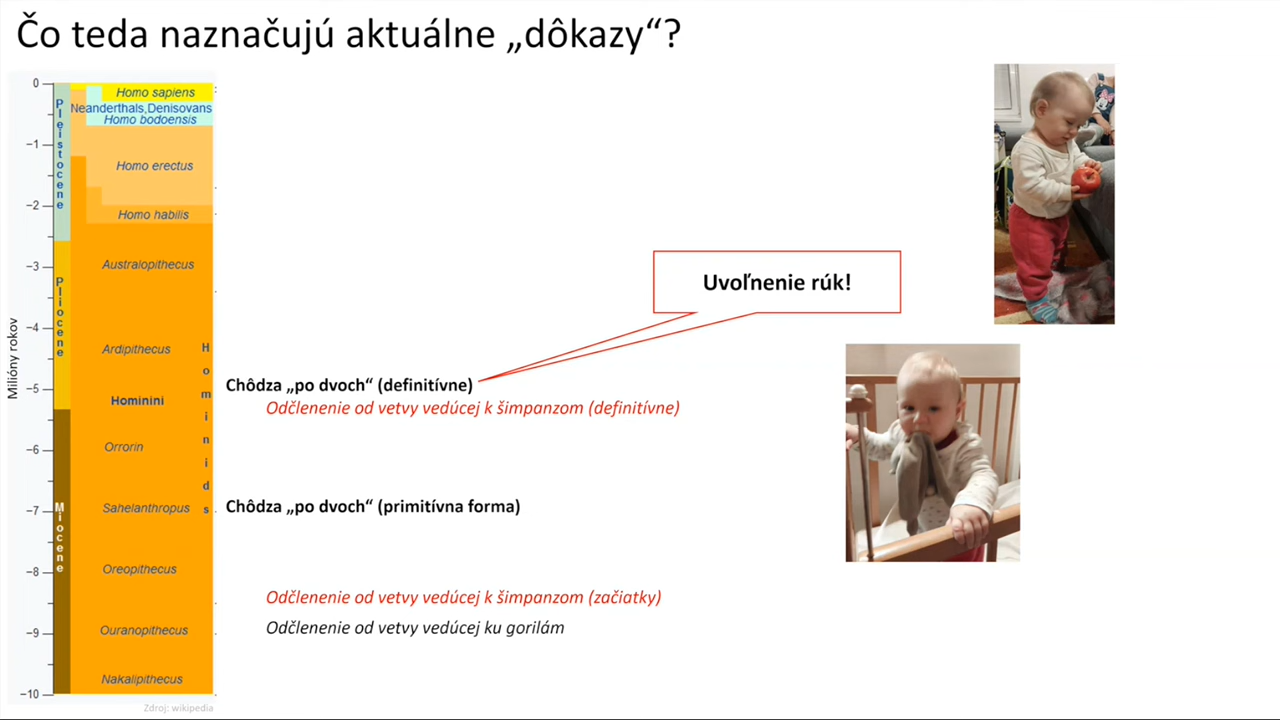 Čo teda naznačujú aktuálne „dôkazy“?
0
Homo sapiens
Neanderthals, Denisovans
Homo bodoensis
Pleistocene
−1
Homo erectus
−2
Homo habilis
−3
Australopithecus
Uvoľnenie rúk!
Pliocene
Milióny rokov
−4
Ardipithecus
Hominids
−5
Chôdza „po dvoch“ (definitívne)
Hominini
Odčlenenie od vetvy vedúcej k šimpanzom (definitívne)
Orrorin
−6
Miocene
−7
Sahelanthropus
Chôdza „po dvoch“ (primitívna forma)
−8
Oreopithecus
Odčlenenie od vetvy vedúcej k šimpanzom (začiatky)
−9
Ouranopithecus
Odčlenenie od vetvy vedúcej ku gorilám
Nakalipithecus
−10
Zdroj: wikipedia